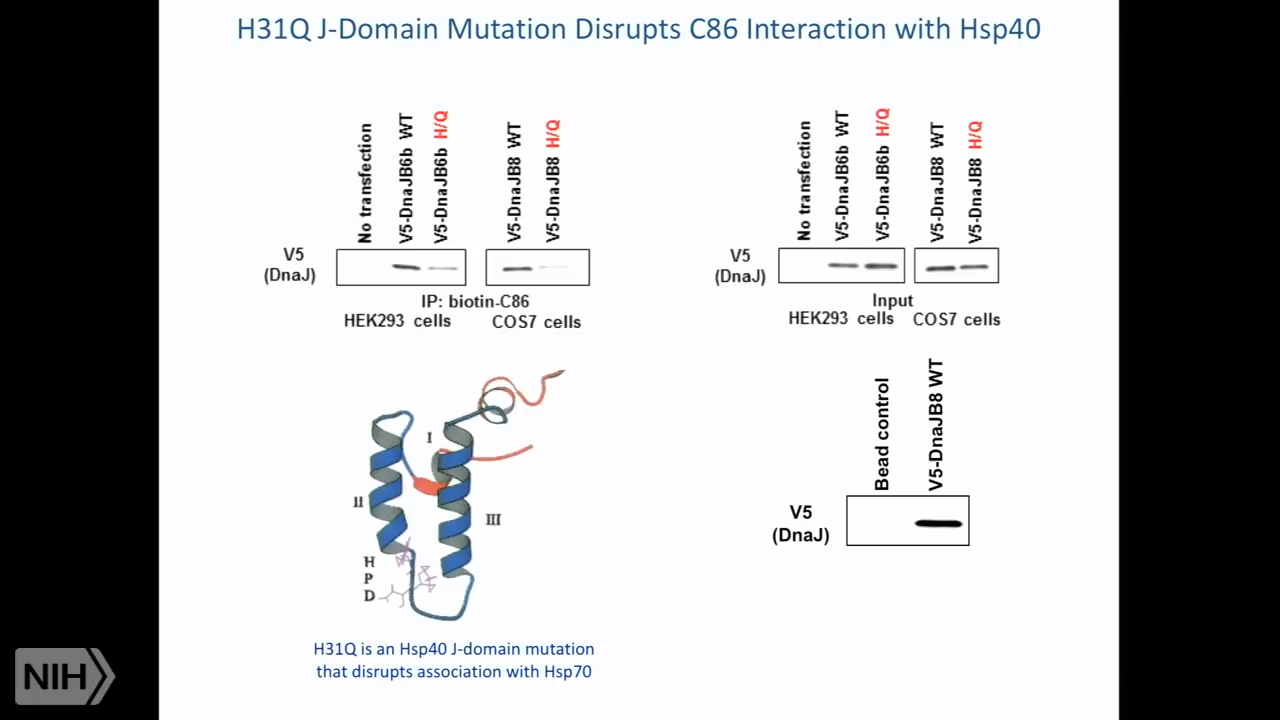 H31Q J-Domain Mutation Disrupts C86 Interaction with Hsp40
No transfection
V5-DnaJB6b WT
V5-DnaJB6b H/Q
V5-DnaJB8 WT
V5-DnaJB8 H/Q
V5
(DnaJ)
IP: biotin-C86
HEK293 cells
COS7 cells
No transfection
V5-DnaJB6b WT
V5-DnaJB6b H/Q
V5-DnaJB8 WT
V5-DnaJB8 H/Q
V5
(DnaJ)
Input
HEK293 cells
COS7 cells
I
II
III
H
P
D
H31Q is an Hsp40 J-domain mutation
that disrupts association with Hsp70
Bead control
V5-DnaJB8 WT
V5
(DnaJ)
NIH